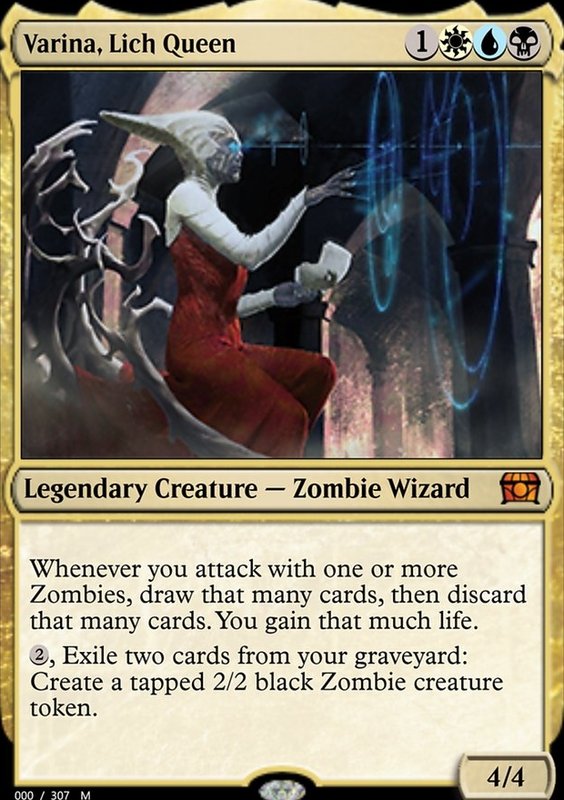 Varina, Lich Queen
1
Legendary Creature — Zombie Wizard
Whenever you attack with one or more
Zombies, draw that many cards, then discard
that many cards. You gain that much life.
2, Exile two cards from your graveyard:
Create a tapped 2/2 black Zombie creature
token.
4/4
000 / 307 M